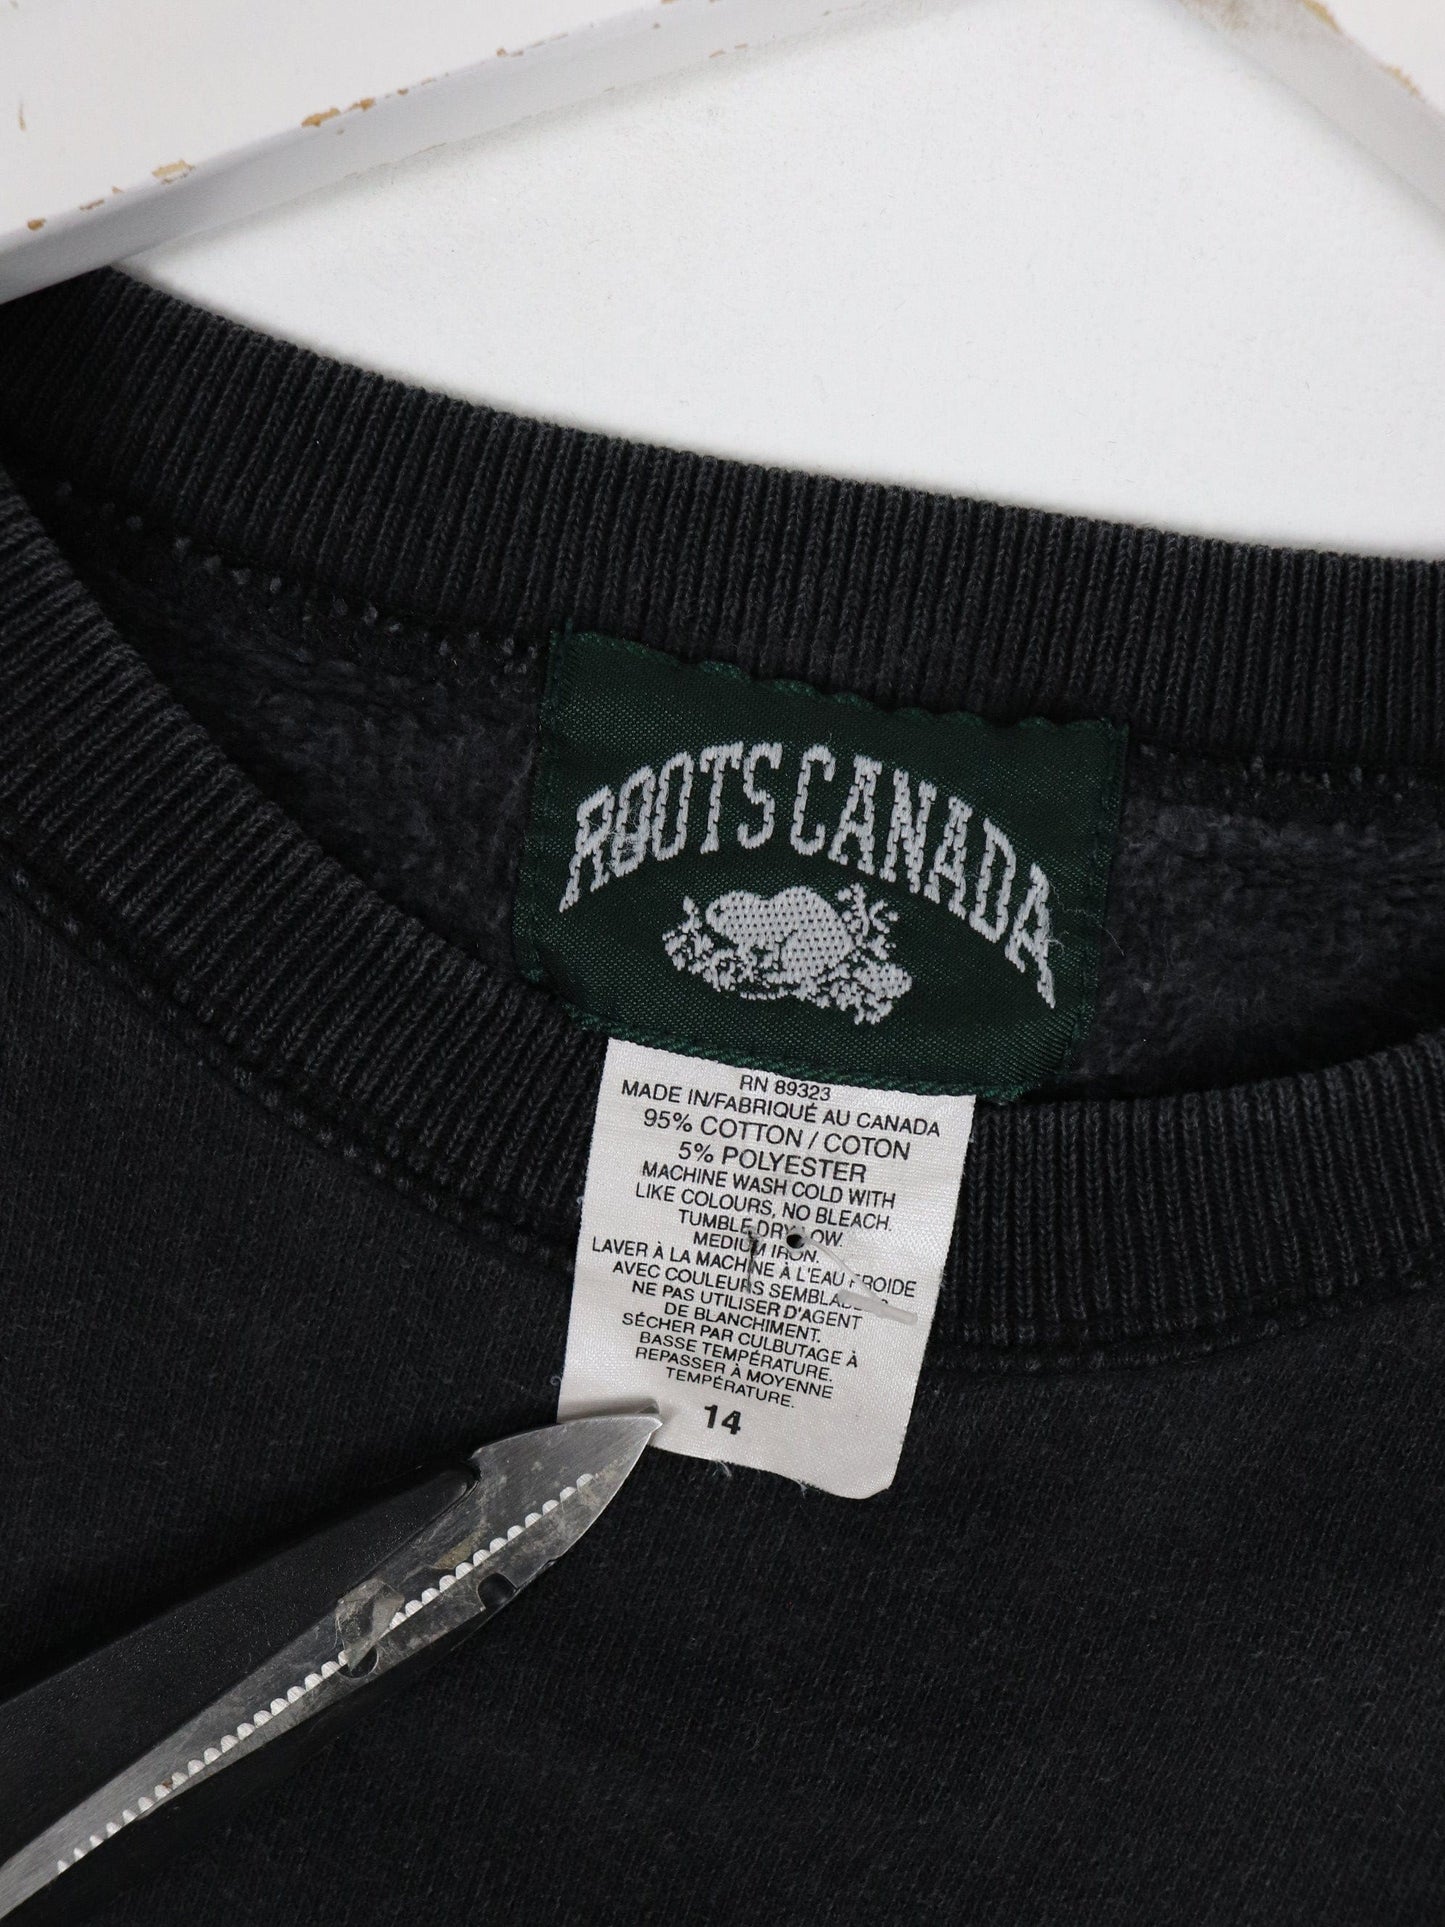 ROOTS CANADA
RN 89323
MADE IN/FABRIQUÉ AU CANADA
95% COTTON / COTON
5% POLYESTER
MACHINE WASH COLD WITH
LIKE COLOURS, NO BLEACH.
TUMBLE DRY LOW.
MEDIUM IRON.
LAVER À LA MACHINE À L'EAU FROIDE
AVEC COULEURS SEMBLABLES.
NE PAS UTILISER D'AGENT
DE BLANCHIMENT.
SÉCHER PAR CULBUTAGE À
BASSE TEMPÉRATURE.
REPASSER À MOYENNE
TEMPÉRATURE.
14